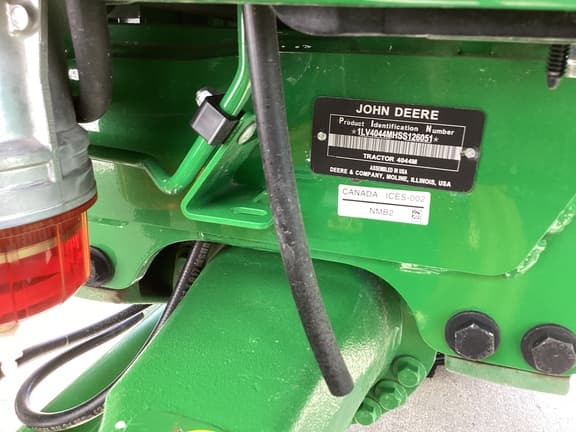 JOHN DEERE
Product Identification Number
*1LV4044MHSS126051*
TRACTOR 4044M
ASSEMBLED IN USA
DEERE & COMPANY, MOLINE, ILLINOIS, USA
CANADA ICES-002
NMB2